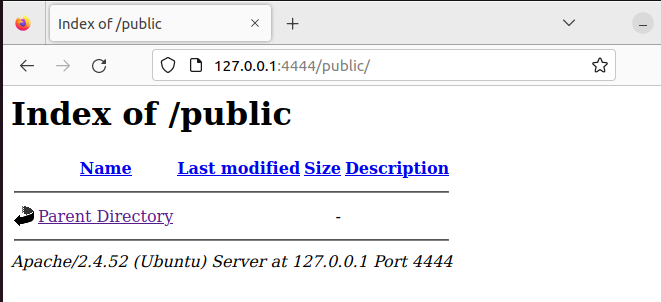 Index of /public
127.0.0.1:4444/public/
Index of /public
Name Last modified Size Description
Parent Directory -
Apache/2.4.52 (Ubuntu) Server at 127.0.0.1 Port 4444